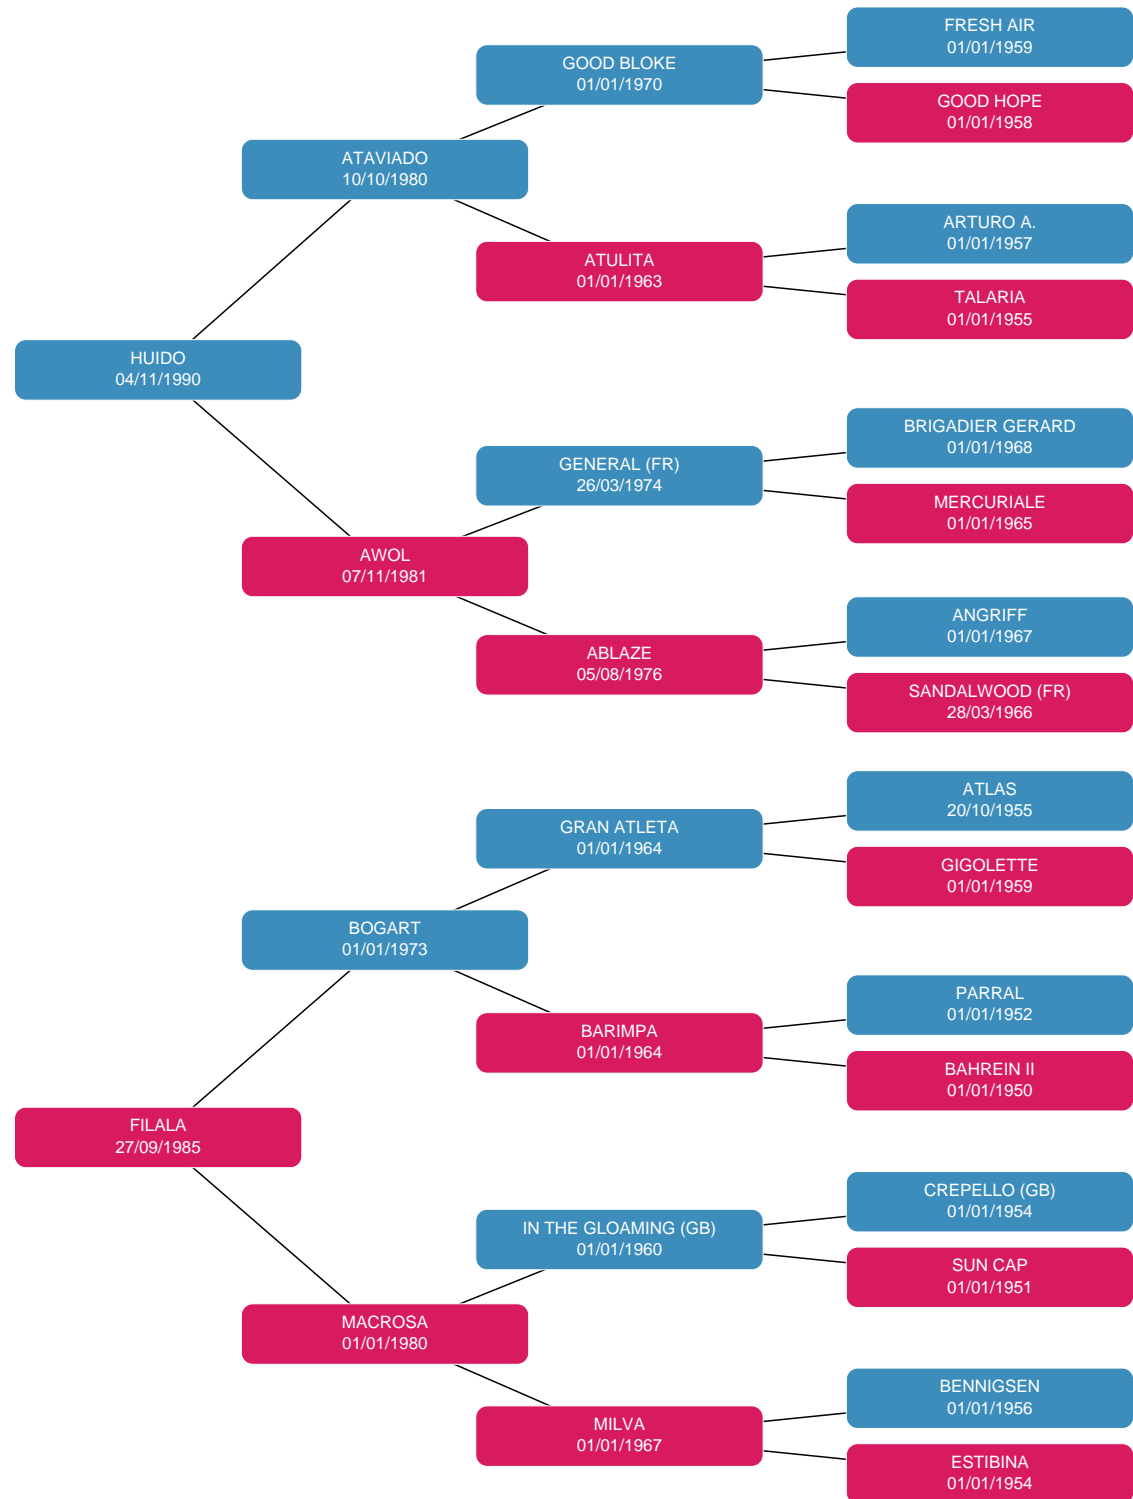 FRESH AIR
01/01/1959
GOOD BLOKE
01/01/1970
GOOD HOPE
01/01/1958
ATAVIADO
10/10/1980
ARTURO A.
01/01/1957
ATULITA
01/01/1963
TALARIA
01/01/1955
HUIDO
04/11/1990
BRIGADIER GERARD
01/01/1968
GENERAL (FR)
26/03/1974
MERCURIALE
01/01/1965
AWOL
07/11/1981
ANGRIFF
01/01/1967
ABLAZE
05/08/1976
SANDALWOOD (FR)
28/03/1966
ATLAS
20/10/1955
GRAN ATLETA
01/01/1964
GIGOLETTE
01/01/1959
BOGART
01/01/1973
PARRAL
01/01/1952
BARIMPA
01/01/1964
BAHREIN II
01/01/1950
FILALA
27/09/1985
CREPELLO (GB)
01/01/1954
IN THE GLOAMING (GB)
01/01/1960
SUN CAP
01/01/1951
MACROSA
01/01/1980
BENNIGSEN
01/01/1956
MILVA
01/01/1967
ESTIBINA
01/01/1954